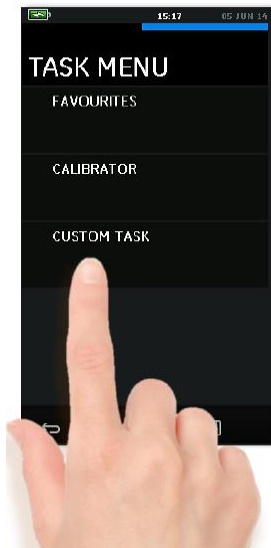 15:17 05 JUN 14
TASK MENU
FAVOURITES
CALIBRATOR
CUSTOM TASK